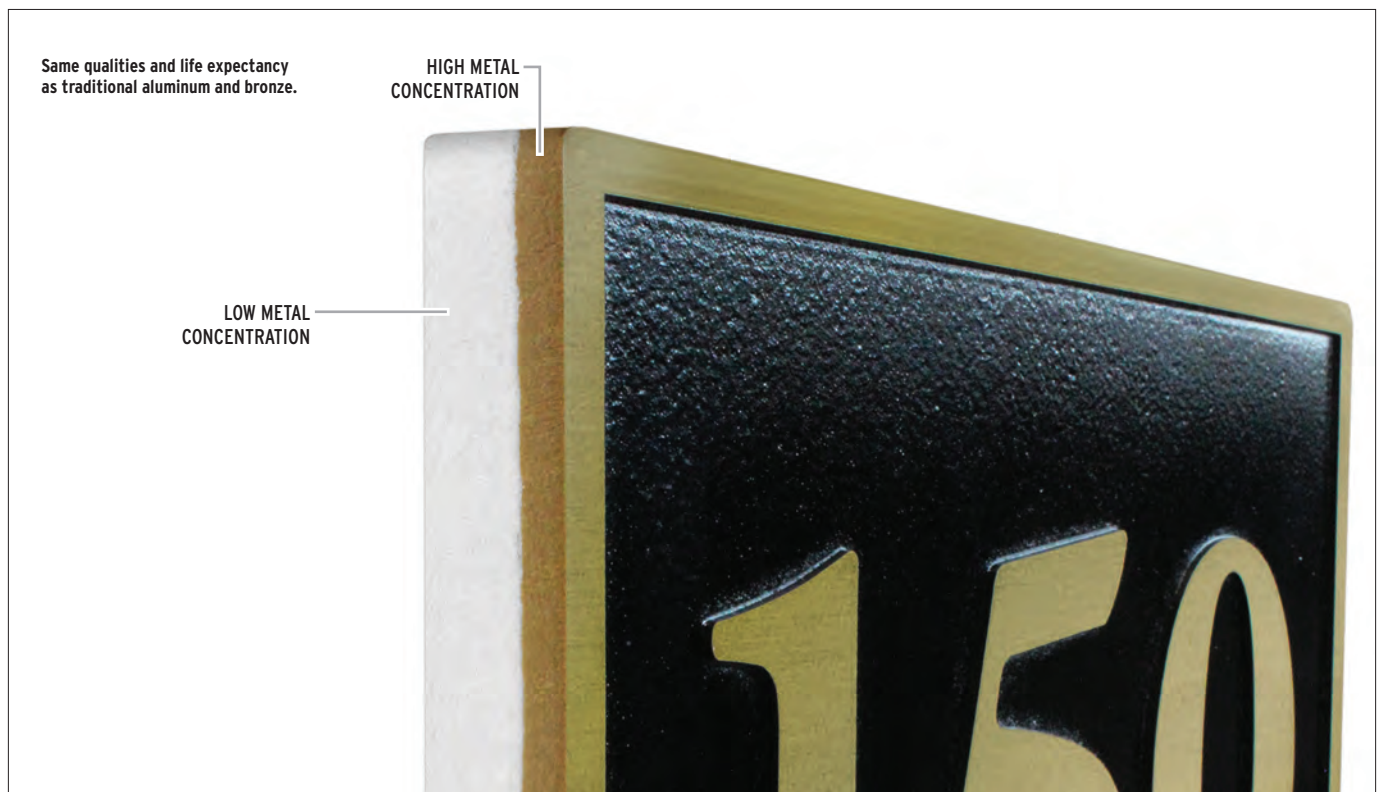 Same qualities and life expectancy
as traditional aluminum and bronze.
HIGH METAL
CONCENTRATION
LOW METAL
CONCENTRATION
150